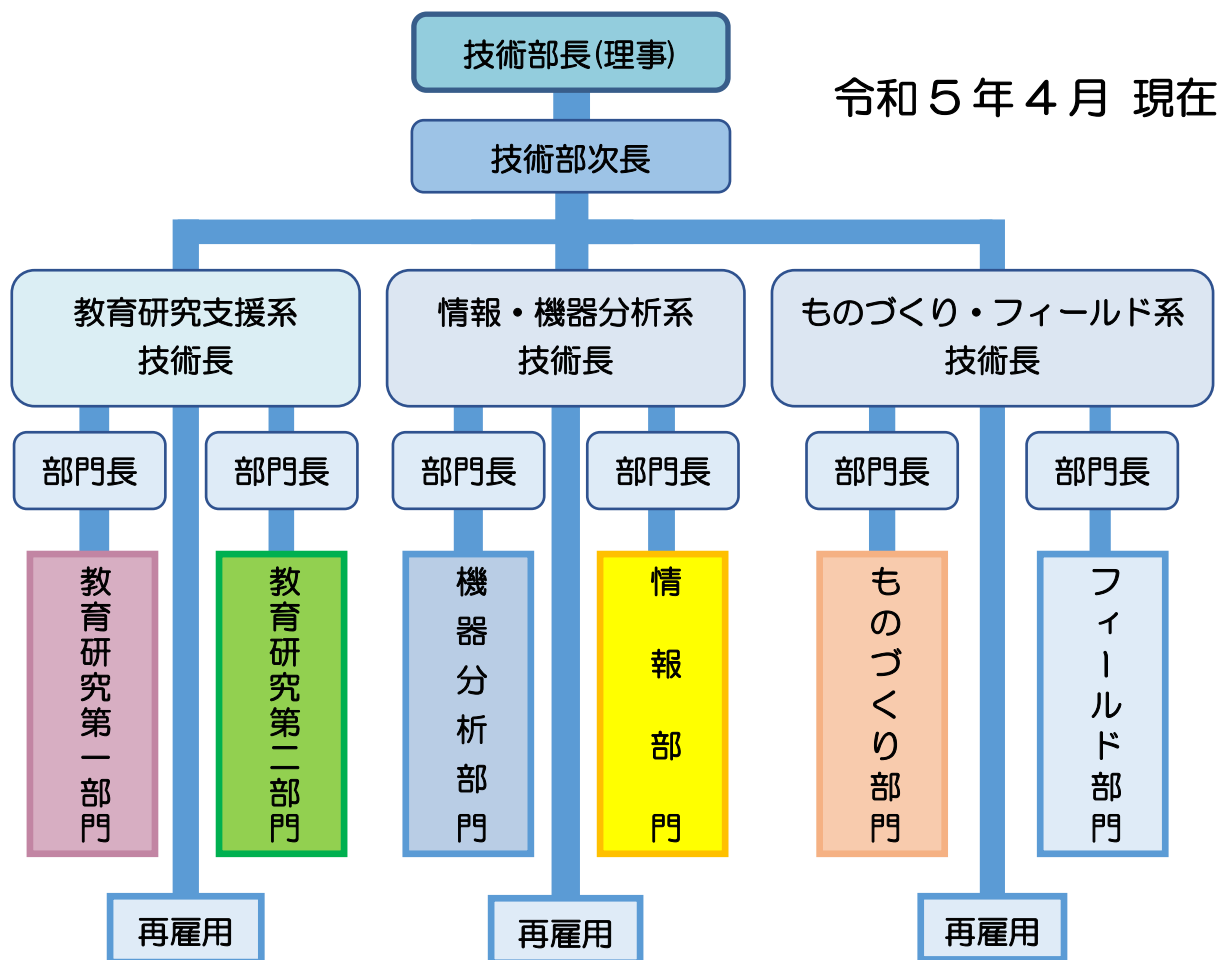 技術部長(理事)
令和５年４月 現在
技術部次長
教育研究支援系
技術長
情報・機器分析系
技術長
ものづくり・フィールド系
技術長
部門長
部門長
部門長
部門長
部門長
部門長
教育研究第一部門
教育研究第二部門
機器分析部門
情報部門
ものづくり部門
フィールド部門
再雇用
再雇用
再雇用